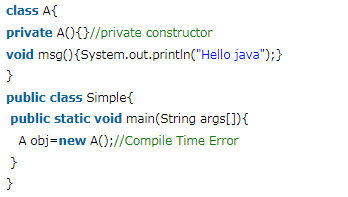 class A{
private A(){}//private constructor
void msg(){System.out.println("Hello java");}
}
public class Simple{
public static void main(String args[]){
A obj=new A();//Compile Time Error
}
}